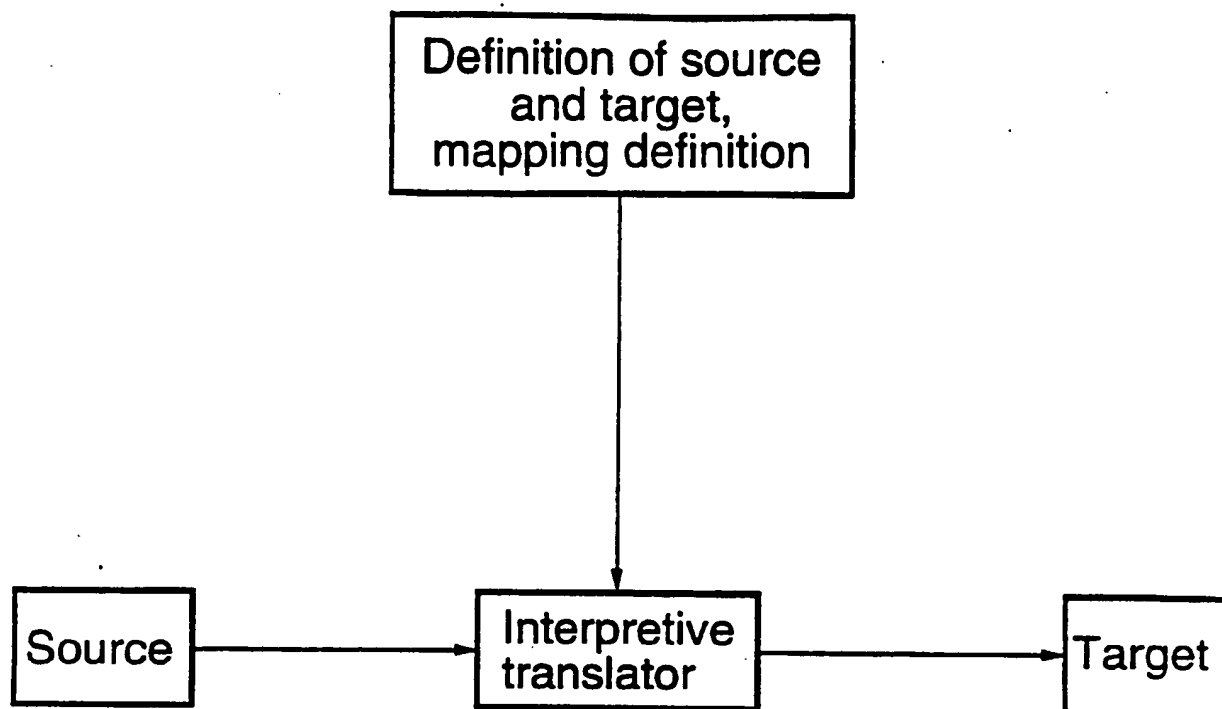 Definition of source
and target,
mapping definition
Source
Interpretive
translator
Target